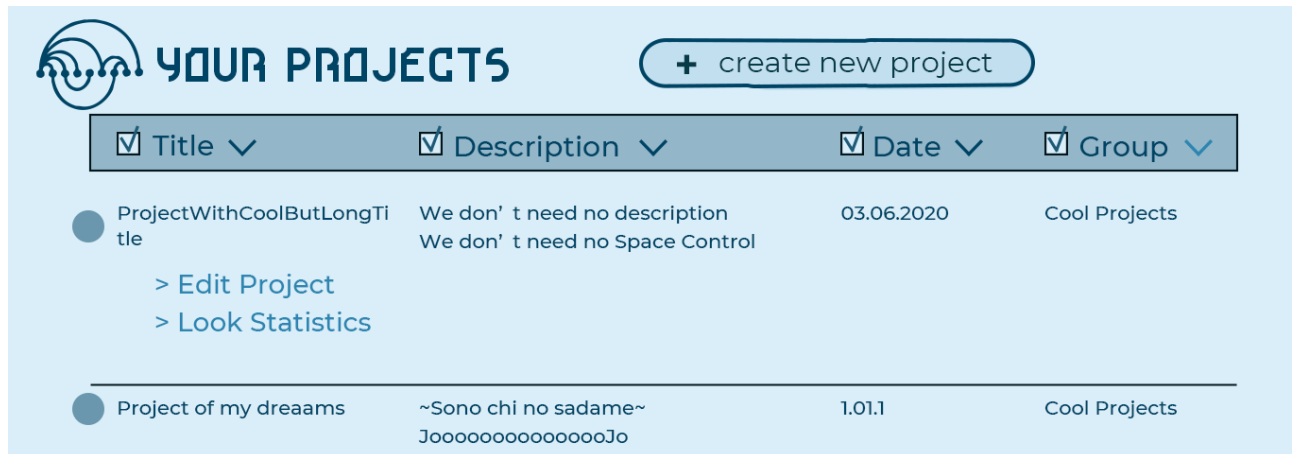 YOUR PROJECTS
+ create new project
Title Description Date Group
ProjectWithCoolButLongTi We don’ t need no description 03.06.2020 Cool Projects
tle We don’ t need no Space Control
> Edit Project
> Look Statistics
Project of my dreaams ~Sono chi no sadame~ 1.01.1 Cool Projects
JoooooooooooooooJo